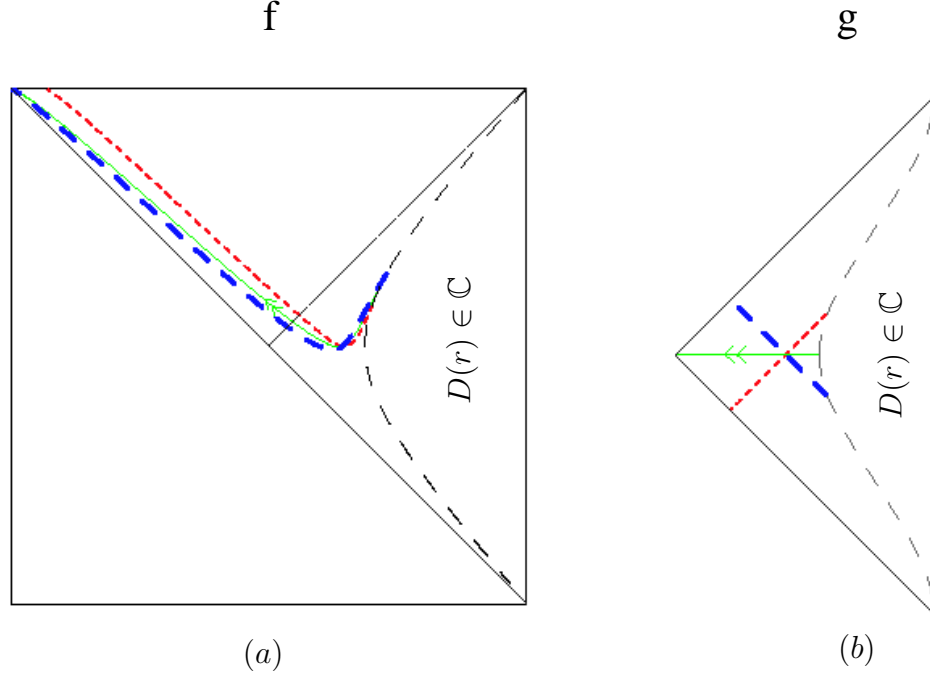 f
g
D(r) ∈ ℂ
D(r) ∈ ℂ
(a)
(b)